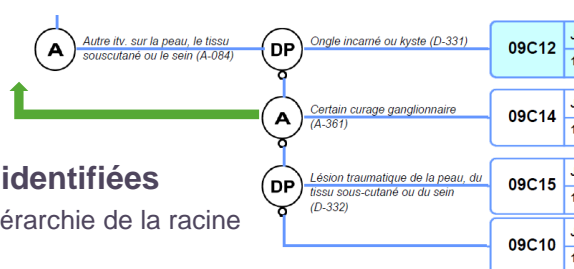 A
Autre itv. sur la peau, le tissu
souscutané ou le sein (A-084)
DP
Ongle incarné ou kyste (D-331)
09C12
A
Certain curage ganglionnaire
(A-361)
09C14
DP
Lésion traumatique de la peau, du
tissu sous-cutané ou du sein
(D-332)
09C15
identifiées
érarchie de la racine
09C10